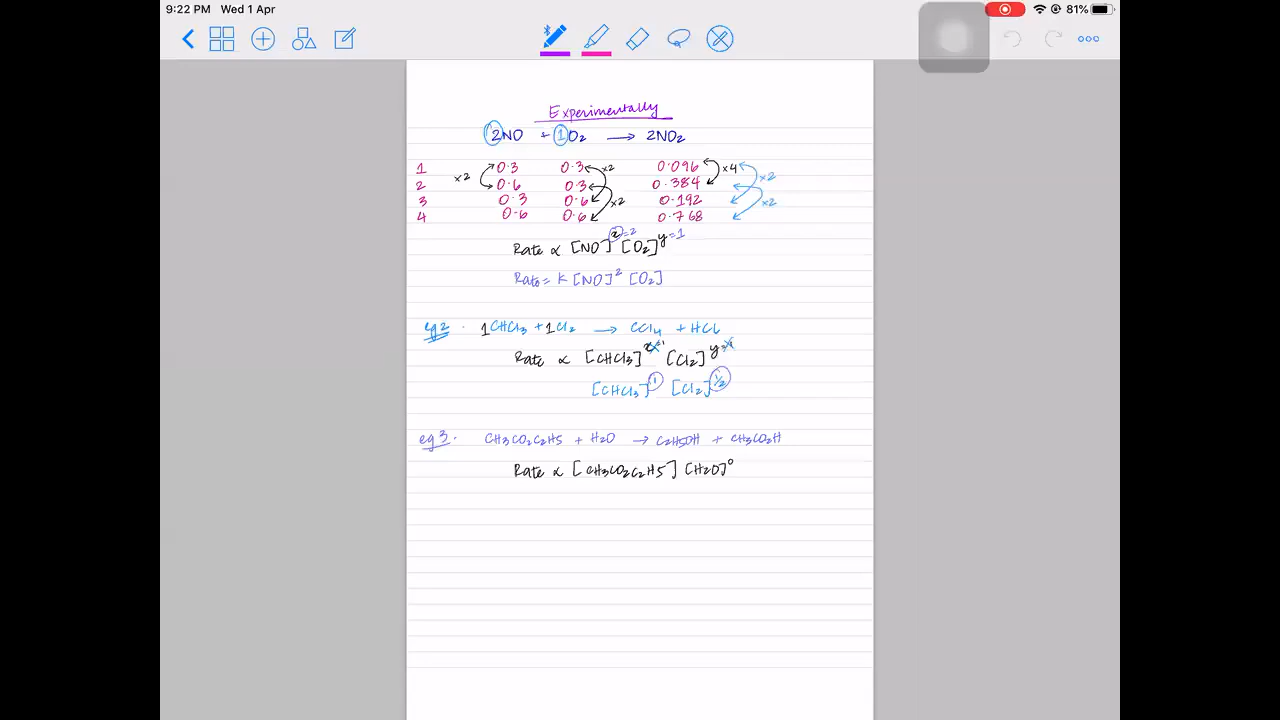 9:22 PM Wed 1 Apr 81%
Experimentally
2NO + 1O2 → 2NO2
1 0.3 0.3 0.096
2 0.6 0.3 0.384
3 0.3 0.6 0.192
4 0.6 0.6 0.768
×2 ×2 ×2 ×4 ×2 ×2
Rate ∝ [NO]^x=2 [O2]^y=1
Rate = K [NO]² [O2]
eg2. 1CHCl3 + 1Cl2 → CCl4 + HCl
Rate ∝ [CHCl3]^x=1 [Cl2]^y=1
[CHCl3]^1 [Cl2]^1/2
eg3. CH3CO2C2H5 + H2O → C2H5OH + CH3CO2H
Rate ∝ [CH3CO2C2H5] [H2O]⁰